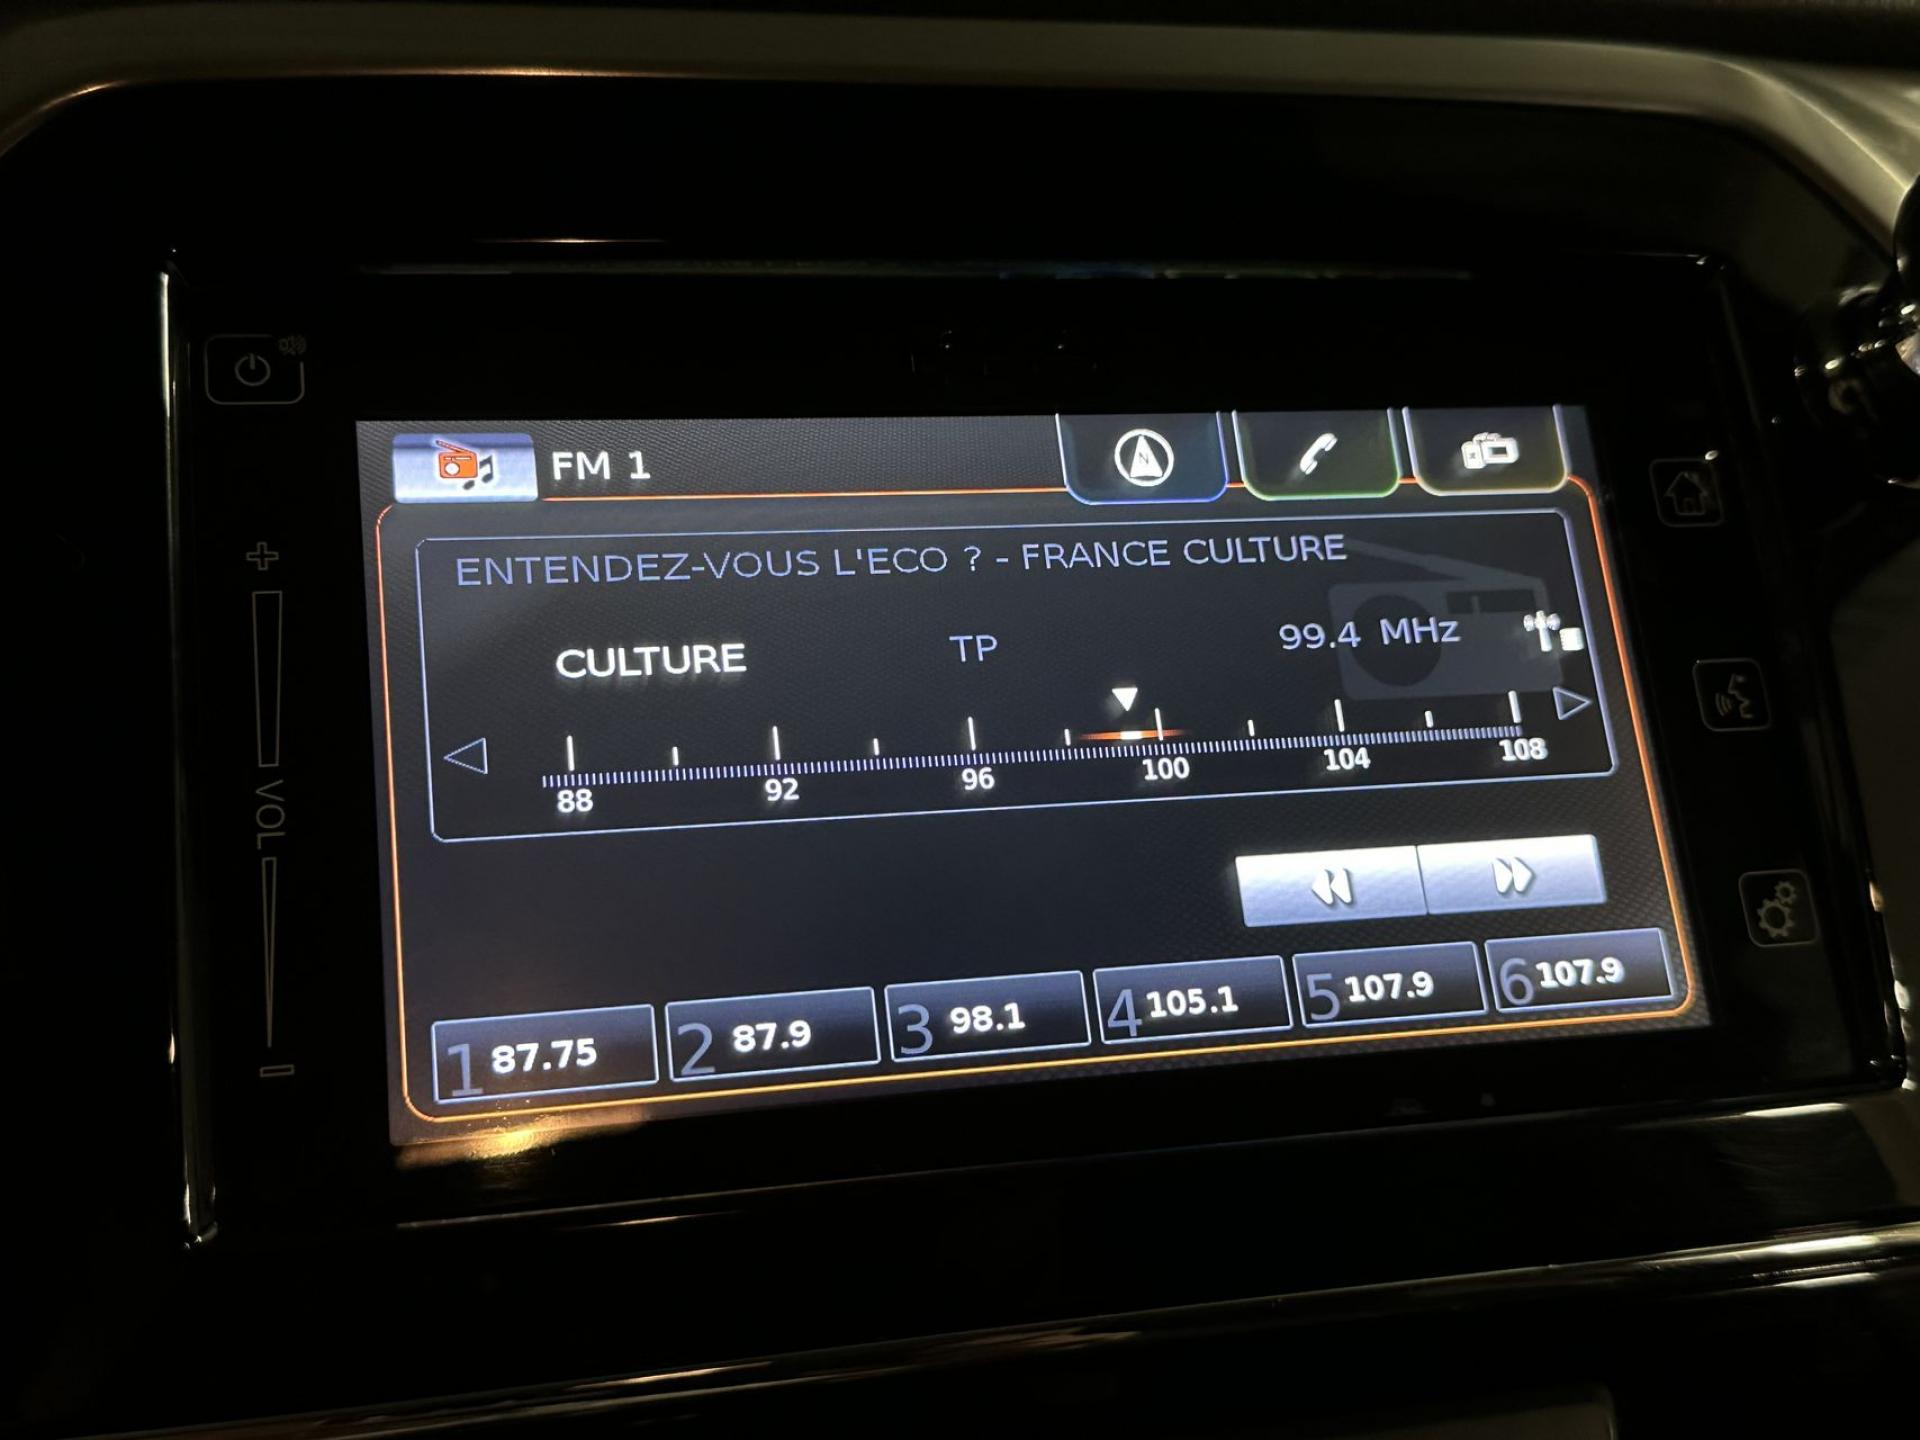 FM 1
N
ENTENDEZ-VOUS L'ECO ? - FRANCE CULTURE
CULTURE TP 99.4 MHz
88 92 96 100 104 108
VOL
1 87.75 2 87.9 3 98.1 4 105.1 5 107.9 6 107.9